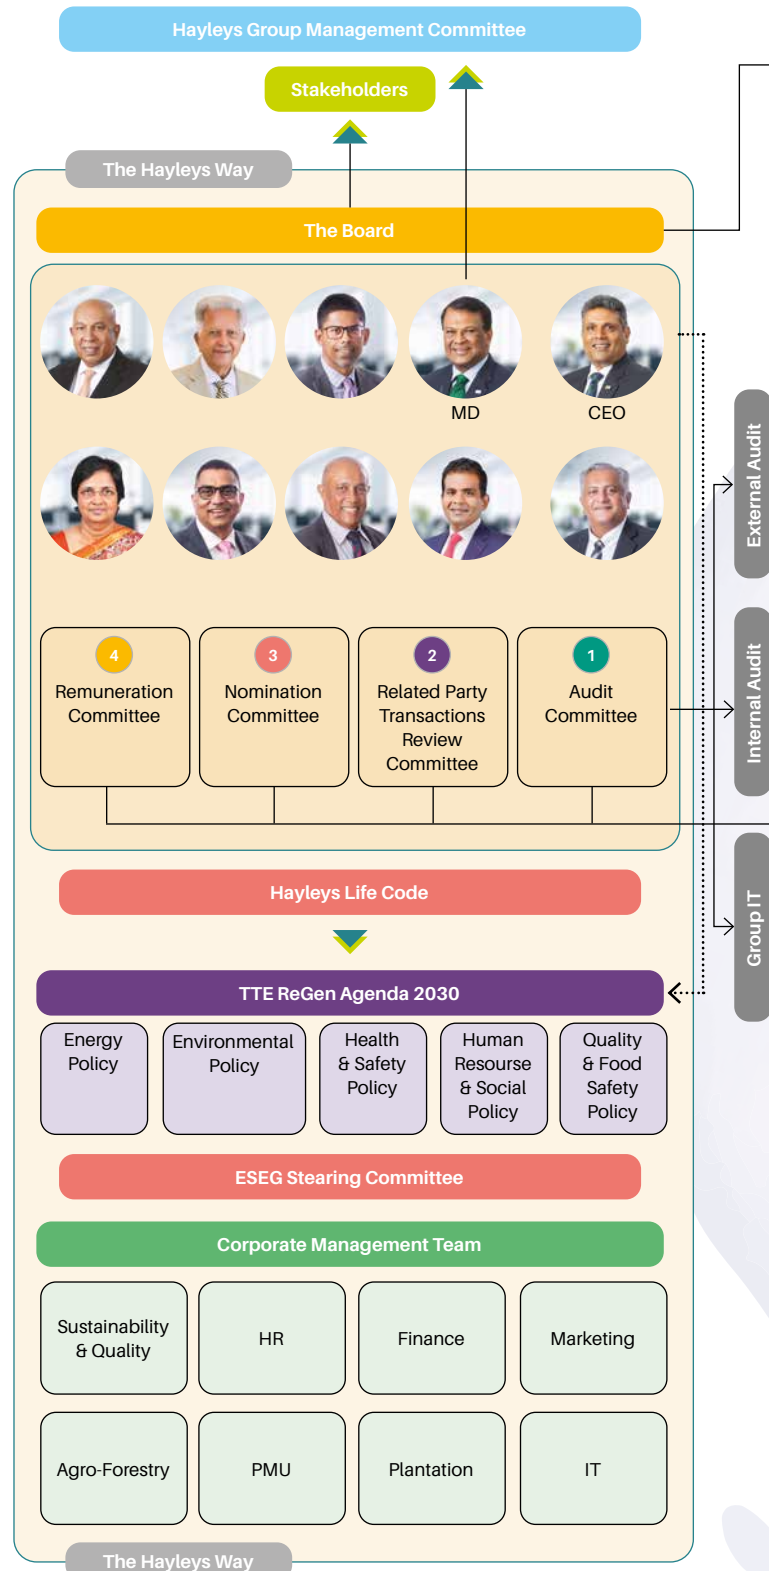 Hayleys Group Management Committee
Stakeholders
The Hayleys Way
The Board
MD
CEO
External Audit
4
Remuneration
Committee
3
Nomination
Committee
2
Related Party
Transactions
Review
Committee
1
Audit
Committee
Internal Audit
Hayleys Life Code
Group IT
TTE ReGen Agenda 2030
Energy
Policy
Environmental
Policy
Health
& Safety
Policy
Human
Resourse
& Social
Policy
Quality
& Food
Safety
Policy
ESEG Stearing Committee
Corporate Management Team
Sustainability
& Quality
HR
Finance
Marketing
Agro-Forestry
PMU
Plantation
IT
The Hayleys Way